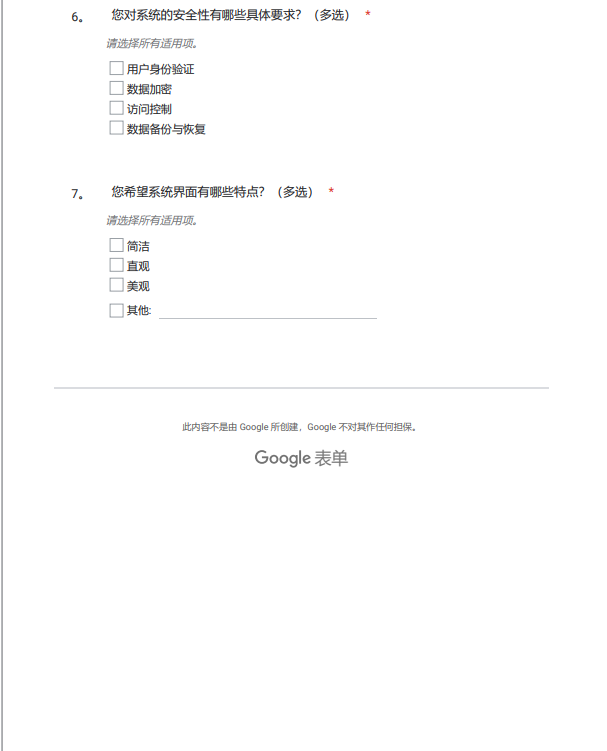 6。 您对系统的安全性有哪些具体要求？（多选） *
请选择所有适用项。
用户身份验证
数据加密
访问控制
数据备份与恢复
7。 您希望系统界面有哪些特点？（多选） *
请选择所有适用项。
简洁
直观
美观
其他:
此内容不是由 Google 所创建，Google 不对其作任何担保。
Google 表单